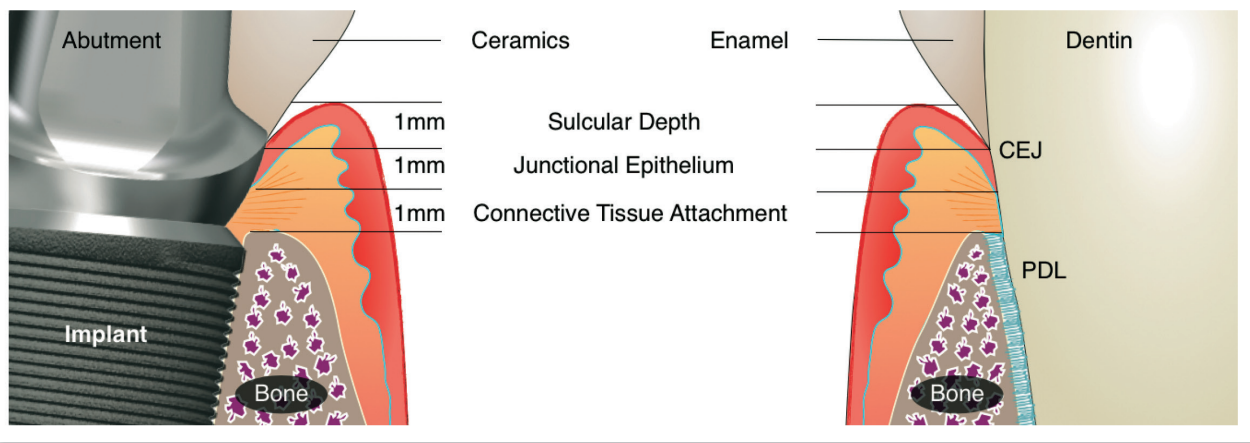 Abutment
Ceramics
Enamel
Dentin
1mm
Sulcular Depth
CEJ
1mm
Junctional Epithelium
1mm
Connective Tissue Attachment
PDL
Implant
Bone
Bone